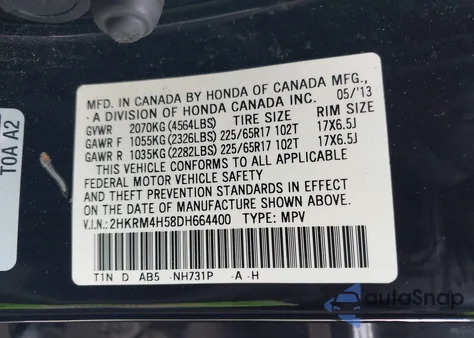 MFD. IN CANADA BY HONDA OF CANADA MFG.,
- A DIVISION OF HONDA CANADA INC. 05/'13
GVWR 2070KG (4564LBS) TIRE SIZE RIM SIZE
GAWR F 1055KG (2326LBS) 225/65R17 102T 17X6.5J
GAWR R 1035KG (2282LBS) 225/65R17 102T 17X6.5J
THIS VEHICLE CONFORMS TO ALL APPLICABLE
FEDERAL MOTOR VEHICLE SAFETY
AND THEFT PREVENTION STANDARDS IN EFFECT
ON THE DATE OF MANUFACTURE SHOWN ABOVE.
V.I.N.: 2HKRM4H58DH664400 TYPE: MPV
T1N D AB5 -NH731P -A -H
TOA A2
autoSnap